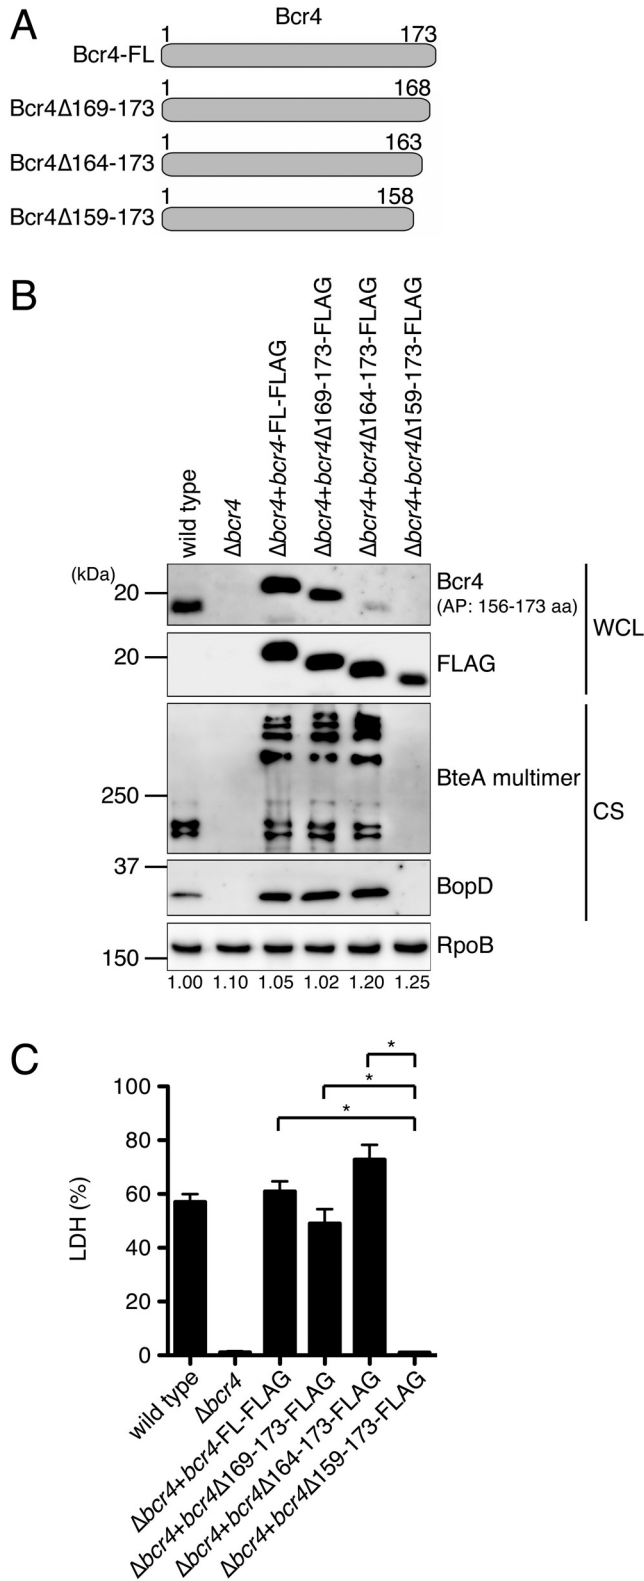 A
Bcr4
Bcr4-FL
1
173
Bcr4Δ169-173
1
168
Bcr4Δ164-173
1
163
Bcr4Δ159-173
1
158
B
wild type
Δbcr4
Δbcr4+bcr4-FL-FLAG
Δbcr4+bcr4Δ169-173-FLAG
Δbcr4+bcr4Δ164-173-FLAG
Δbcr4+bcr4Δ159-173-FLAG
(kDa)
20
Bcr4
(AP: 156-173 aa)
20
FLAG
WCL
250
BteA multimer
CS
37
BopD
150
RpoB
1.00 1.10 1.05 1.02 1.20 1.25
C
*
*
*
100
80
60
40
20
0
LDH (%)
wild type
Δbcr4
Δbcr4+bcr4-FL-FLAG
Δbcr4+bcr4Δ169-173-FLAG
Δbcr4+bcr4Δ164-173-FLAG
Δbcr4+bcr4Δ159-173-FLAG